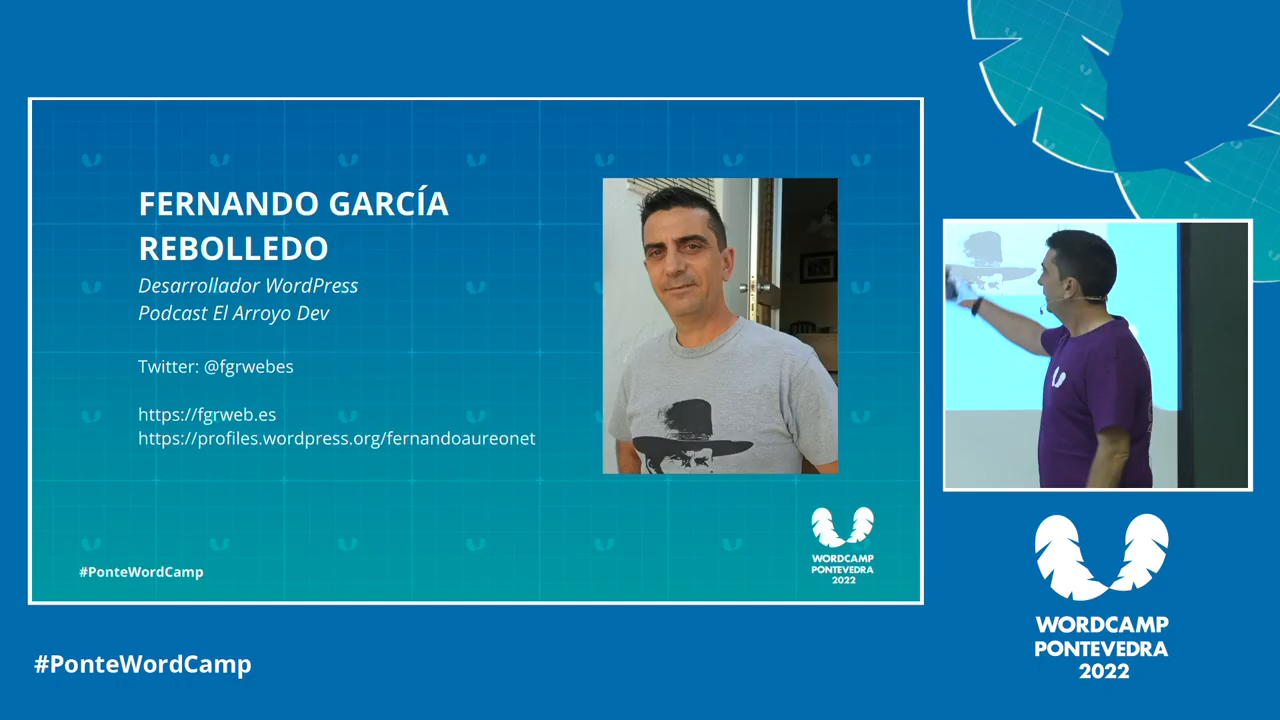 FERNANDO GARCÍA
REBOLLEDO
Desarrollador WordPress
Podcast El Arroyo Dev
Twitter: @fgrwebes
https://fgrweb.es
https://profiles.wordpress.org/fernandoaureonet
#PonteWordCamp
WORDCAMP
PONTEVEDRA
2022
#PonteWordCamp
WORDCAMP
PONTEVEDRA
2022